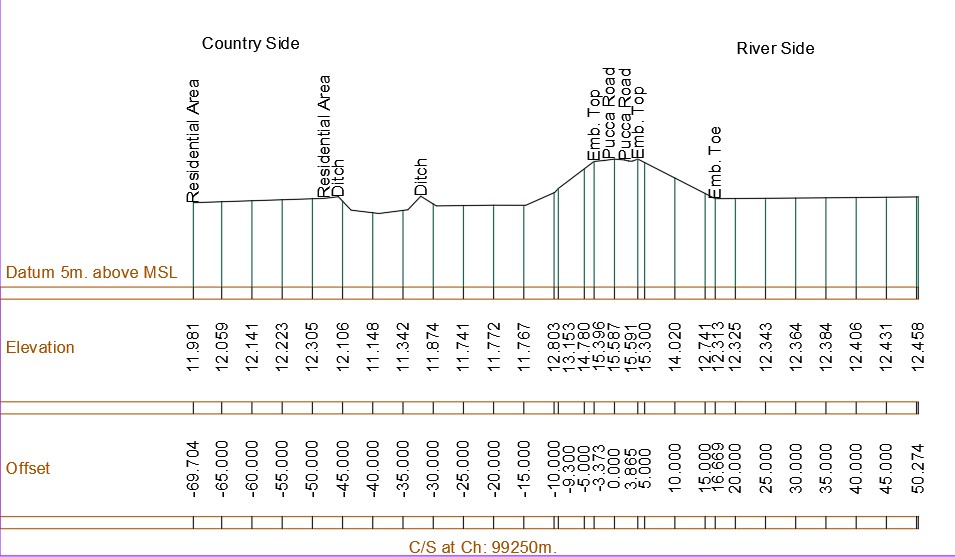 Country Side
River Side
Residential Area
Residential Area
Ditch
Ditch
Emb. Top
Pucca Road
Pucca Road
Emb. Top
Emb. Toe
Datum 5m. above MSL
Elevation
11.981 12.059 12.141 12.223 12.305 12.106 11.148 11.342 11.874 11.741 11.772 11.767 12.803 13.153 14.780 15.396 15.587 15.591 15.300 14.020 12.741 12.313 12.325 12.343 12.364 12.384 12.406 12.431 12.458
Offset
-69.704 -65.000 -60.000 -55.000 -50.000 -45.000 -40.000 -35.000 -30.000 -25.000 -20.000 -15.000 -10.000 -9.300 -5.000 -3.373 0.000 3.865 5.000 10.000 15.000 16.669 20.000 25.000 30.000 35.000 40.000 45.000 50.274
C/S at Ch: 99250m.